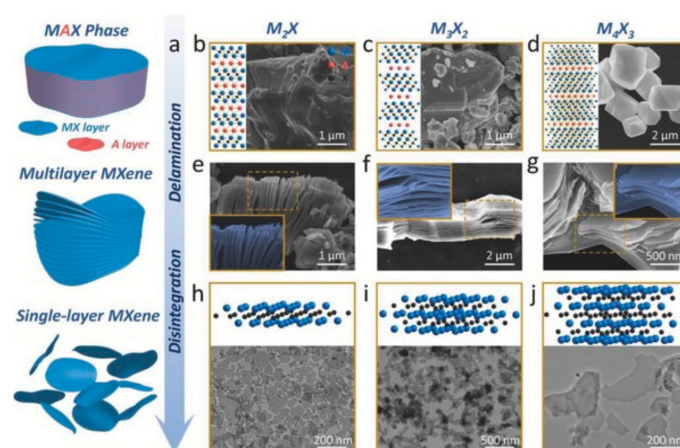 MAX Phase
a
MX layer
A layer
Delamination
Multilayer MXene
Disintegration
Single-layer MXene
M₂X
M₃X₂
M₄X₃
b
A
1 µm
c
1 µm
d
2 µm
e
1 µm
f
2 µm
g
500 nm
h
200 nm
i
500 nm
j
200 nm